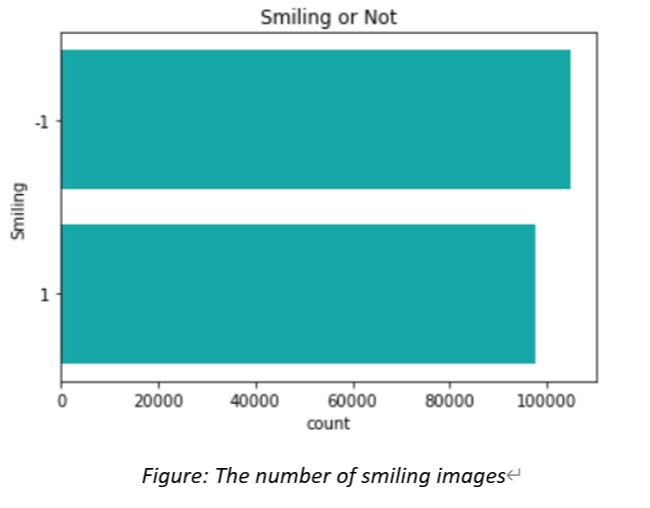 Smiling or Not
-1
1
Smiling
0 20000 40000 60000 80000 100000
count
Figure: The number of smiling images↵